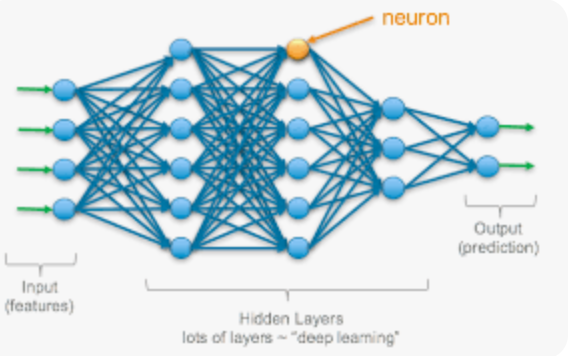 neuron
Output
(prediction)
Input
(features)
Hidden Layers
lots of layers ~ "deep learning"